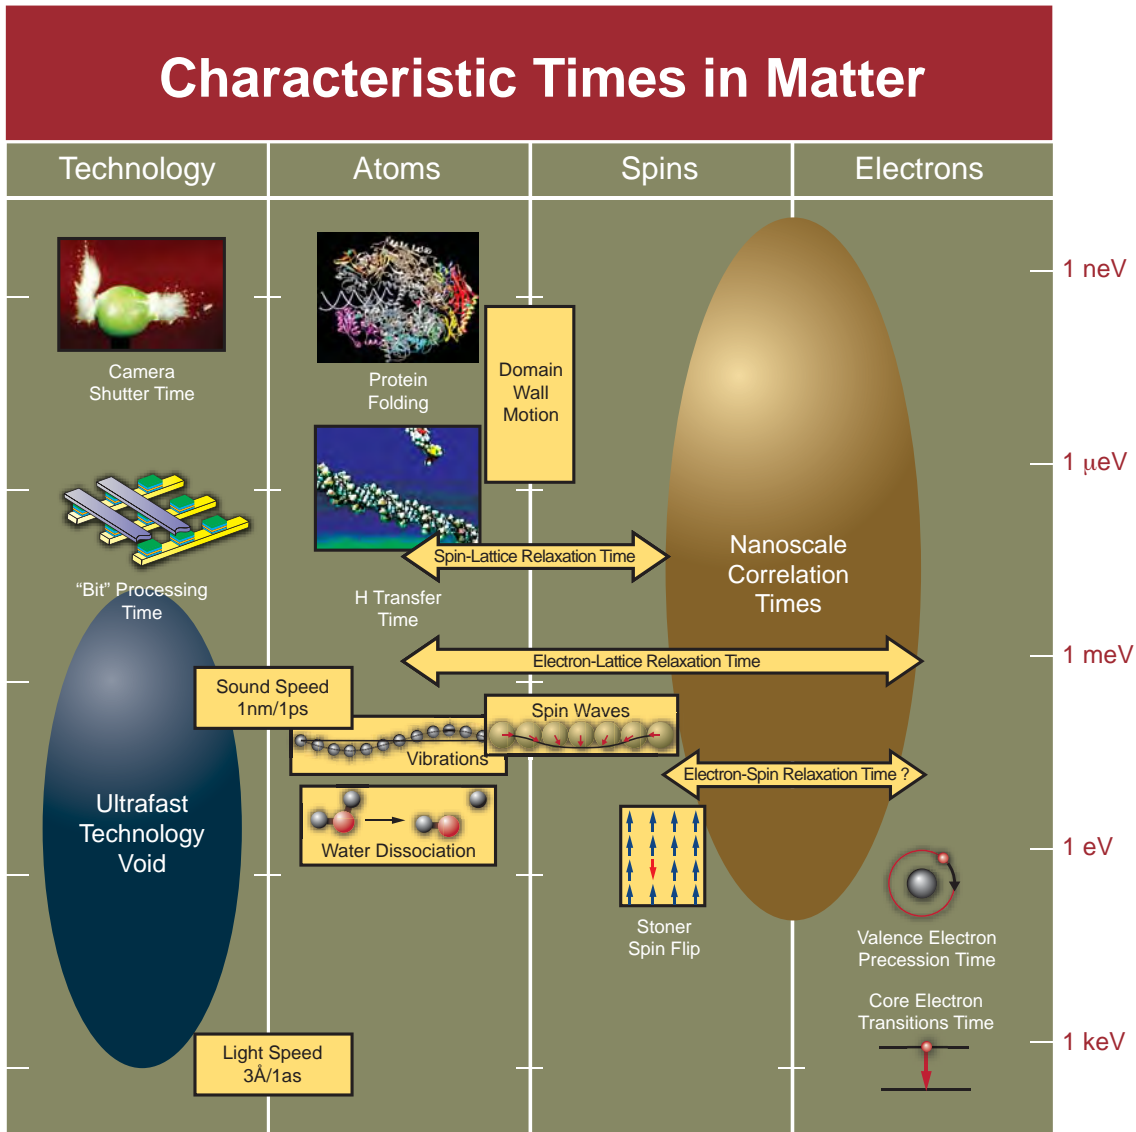 Characteristic Times in Matter
Technology
Atoms
Spins
Electrons
1 neV
Camera
Shutter Time
Protein
Folding
Domain
Wall
Motion
1 μeV
"Bit" Processing
Time
Spin-Lattice Relaxation Time
H Transfer
Time
Nanoscale
Correlation
Times
Electron-Lattice Relaxation Time
1 meV
Sound Speed
1nm/1ps
Vibrations
Spin Waves
Electron-Spin Relaxation Time ?
Ultrafast
Technology
Void
Water Dissociation
1 eV
Stoner
Spin Flip
Valence Electron
Precession Time
Core Electron
Transitions Time
Light Speed
3Å/1as
1 keV